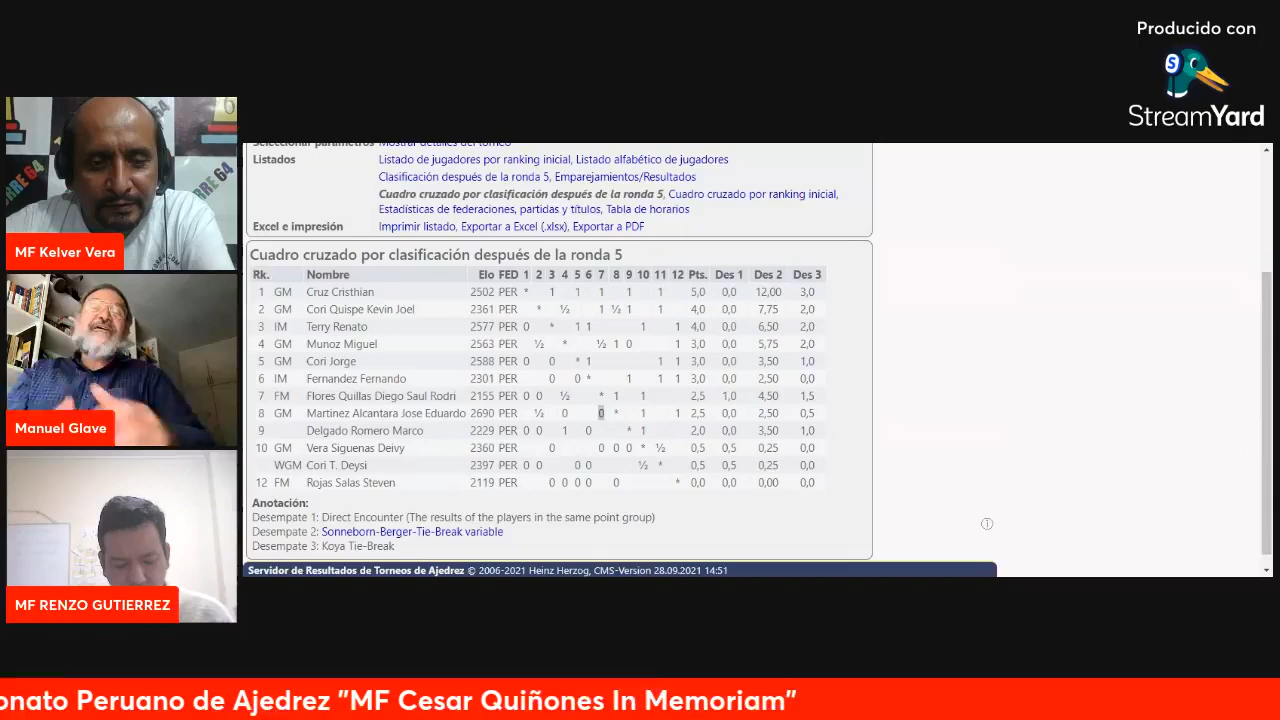 Producido con
StreamYard
MF Kelver Vera
Manuel Glave
MF RENZO GUTIERREZ
Seleccionar parámetros Mostrar detalles del torneo
Listados Listado de jugadores por ranking inicial, Listado alfabético de jugadores
Clasificación después de la ronda 5, Emparejamientos/Resultados
Cuadro cruzado por clasificación después de la ronda 5, Cuadro cruzado por ranking inicial,
Estadísticas de federaciones, partidas y títulos, Tabla de horarios
Excel e impresión Imprimir listado, Exportar a Excel (.xlsx), Exportar a PDF
Cuadro cruzado por clasificación después de la ronda 5
Rk. Nombre Elo FED 1 2 3 4 5 6 7 8 9 10 11 12 Pts. Des 1 Des 2 Des 3
1 GM Cruz Cristhian 2502 PER * 1 1 1 1 1 5,0 0,0 12,00 3,0
2 GM Cori Quispe Kevin Joel 2361 PER * ½ 1 ½ 1 1 4,0 0,0 7,75 2,0
3 IM Terry Renato 2577 PER 0 * 1 1 1 1 4,0 0,0 6,50 2,0
4 GM Munoz Miguel 2563 PER ½ * ½ 1 0 1 3,0 0,0 5,75 2,0
5 GM Cori Jorge 2588 PER 0 0 * 1 1 1 3,0 0,0 3,50 1,0
6 IM Fernandez Fernando 2301 PER 0 0 * 1 1 1 3,0 0,0 2,50 0,0
7 FM Flores Quillas Diego Saul Rodri 2155 PER 0 0 ½ * 1 1 2,5 1,0 4,50 1,5
8 GM Martinez Alcantara Jose Eduardo 2690 PER ½ 0 0 * 1 1 2,5 0,0 2,50 0,5
9 Delgado Romero Marco 2229 PER 0 0 1 0 * 1 2,0 0,0 3,50 1,0
10 GM Vera Siguenas Deivy 2360 PER 0 0 0 0 * ½ 0,5 0,5 0,25 0,0
WGM Cori T. Deysi 2397 PER 0 0 0 0 ½ * 0,5 0,5 0,25 0,0
12 FM Rojas Salas Steven 2119 PER 0 0 0 0 0 * 0,0 0,0 0,00 0,0
Anotación:
Desempate 1: Direct Encounter (The results of the players in the same point group)
Desempate 2: Sonneborn-Berger-Tie-Break variable
Desempate 3: Koya Tie-Break
Servidor de Resultados de Torneos de Ajedrez © 2006-2021 Heinz Herzog, CMS-Version 28.09.2021 14:51
onato Peruano de Ajedrez "MF Cesar Quiñones In Memoriam"